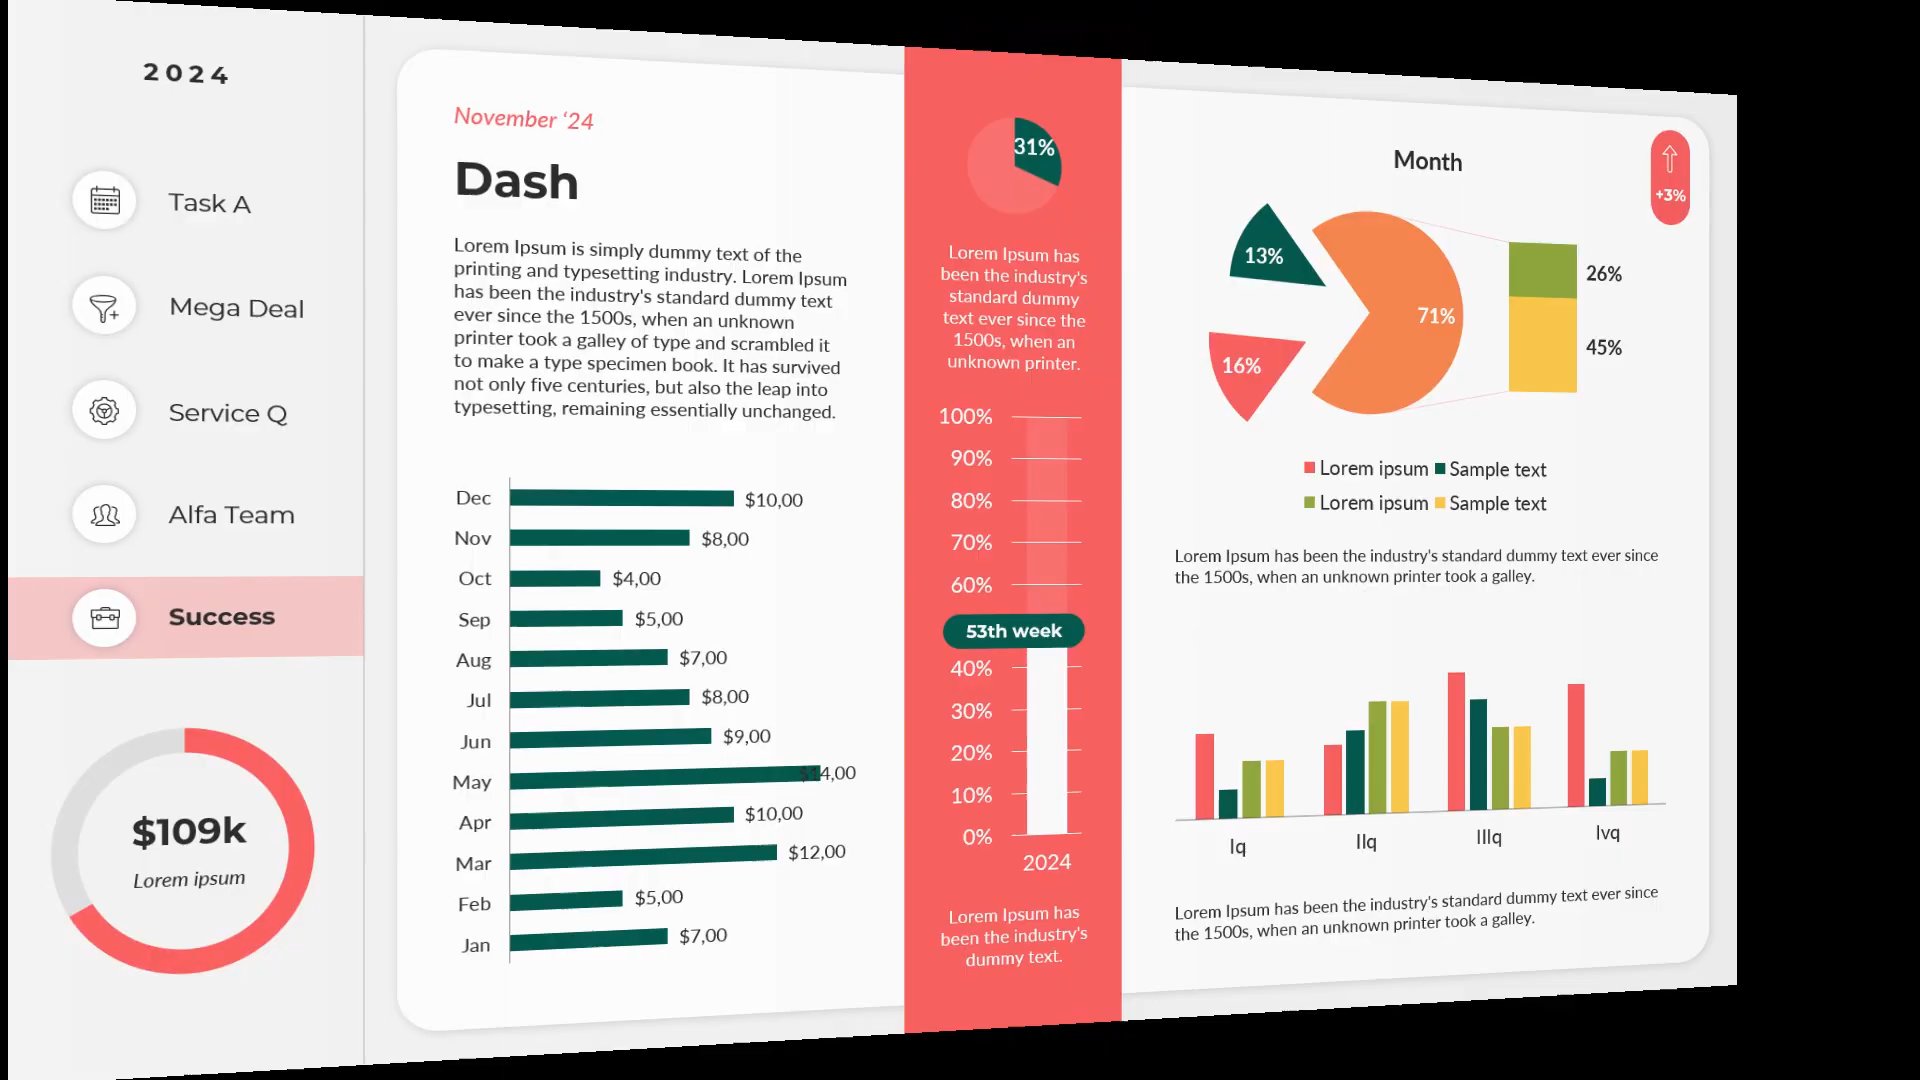 2024
Task A
Mega Deal
Service Q
Alfa Team
Success
$109k
Lorem ipsum
November ‘24
Dash
Lorem Ipsum is simply dummy text of the
printing and typesetting industry. Lorem Ipsum
has been the industry's standard dummy text
ever since the 1500s, when an unknown
printer took a galley of type and scrambled it
to make a type specimen book. It has survived
not only five centuries, but also the leap into
typesetting, remaining essentially unchanged.
Dec $10,00
Nov $8,00
Oct $4,00
Sep $5,00
Aug $7,00
Jul $8,00
Jun $9,00
May $14,00
Apr $10,00
Mar $12,00
Feb $5,00
Jan $7,00
31%
Lorem Ipsum has
been the industry's
standard dummy
text ever since the
1500s, when an
unknown printer.
100%
90%
80%
70%
60%
53th week
40%
30%
20%
10%
0%
2024
Lorem Ipsum has
been the industry's
dummy text.
Month
+3%
13%
16%
71%
26%
45%
Lorem ipsum Sample text
Lorem ipsum Sample text
Lorem Ipsum has been the industry's standard dummy text ever since
the 1500s, when an unknown printer took a galley.
Iq IIq IIIq Ivq
Lorem Ipsum has been the industry's standard dummy text ever since
the 1500s, when an unknown printer took a galley.